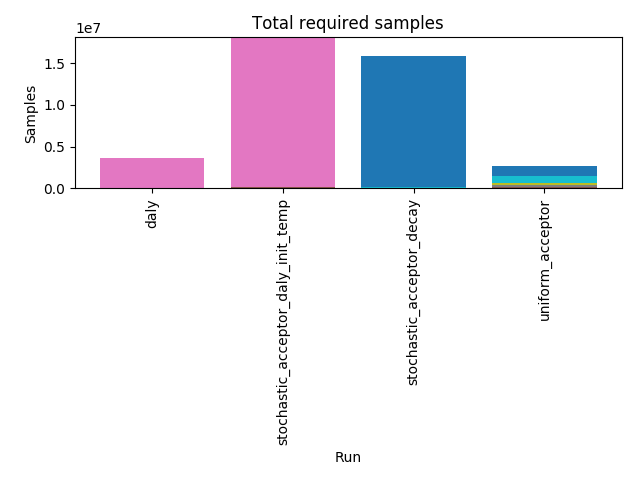 Total required samples
1e7
Samples
1.5
1.0
0.5
0.0
daly
stochastic_acceptor_daly_init_temp
stochastic_acceptor_decay
uniform_acceptor
Run